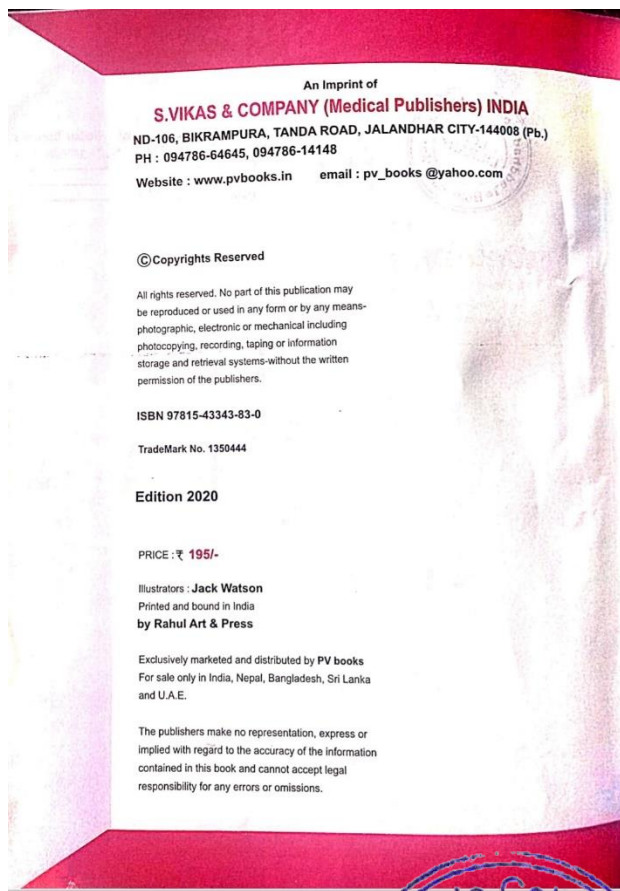 An Imprint of
S.VIKAS & COMPANY (Medical Publishers) INDIA
ND-106, BIKRAMPURA, TANDA ROAD, JALANDHAR CITY-144008 (Pb.)
PH : 094786-64645, 094786-14148
Website : www.pvbooks.in email : pv_books @yahoo.com
©Copyrights Reserved
All rights reserved. No part of this publication may
be reproduced or used in any form or by any means-
photographic, electronic or mechanical including
photocopying, recording, taping or information
storage and retrieval systems-without the written
permission of the publishers.
ISBN 97815-43343-83-0
TradeMark No. 1350444
Edition 2020
PRICE : ₹ 195/-
Illustrators : Jack Watson
Printed and bound in India
by Rahul Art & Press
Exclusively marketed and distributed by PV books
For sale only in India, Nepal, Bangladesh, Sri Lanka
and U.A.E.
The publishers make no representation, express or
implied with regard to the accuracy of the information
contained in this book and cannot accept legal
responsibility for any errors or omissions.